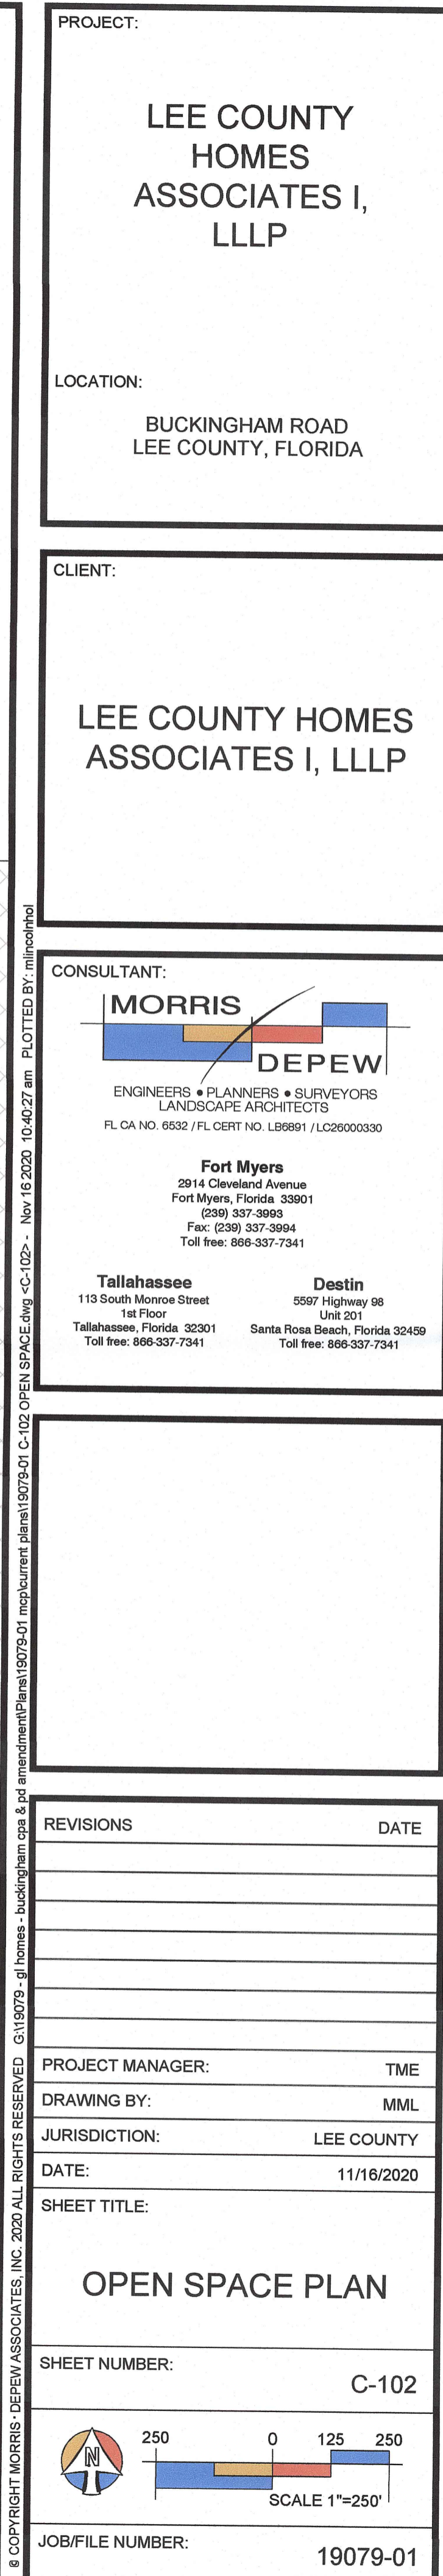 PROJECT:
LEE COUNTY
HOMES
ASSOCIATES I,
LLLP
LOCATION:
BUCKINGHAM ROAD
LEE COUNTY, FLORIDA
CLIENT:
LEE COUNTY HOMES
ASSOCIATES I, LLLP
CONSULTANT:
MORRIS
DEPEW
ENGINEERS ● PLANNERS ● SURVEYORS
LANDSCAPE ARCHITECTS
FL CA NO. 6532 / FL CERT NO. LB6891 / LC26000330
Fort Myers
2914 Cleveland Avenue
Fort Myers, Florida 33901
(239) 337-3993
Fax: (239) 337-3994
Toll free: 866-337-7341
Tallahassee
113 South Monroe Street
1st Floor
Tallahassee, Florida 32301
Toll free: 866-337-7341
Destin
5597 Highway 98
Unit 201
Santa Rosa Beach, Florida 32459
Toll free: 866-337-7341
REVISIONS DATE
PROJECT MANAGER: TME
DRAWING BY: MML
JURISDICTION: LEE COUNTY
DATE: 11/16/2020
SHEET TITLE:
OPEN SPACE PLAN
SHEET NUMBER:
C-102
N
250 0 125 250
SCALE 1"=250'
JOB/FILE NUMBER:
19079-01
© COPYRIGHT MORRIS - DEPEW ASSOCIATES, INC. 2020 ALL RIGHTS RESERVED G:\19079 - gl homes - buckingham cpa & pd amendment\Plans\19079-01 mcp\current plans\19079-01 C-102 OPEN SPACE.dwg <C-102> - Nov 16 2020 10:40:27 am PLOTTED BY: mlincolnhol